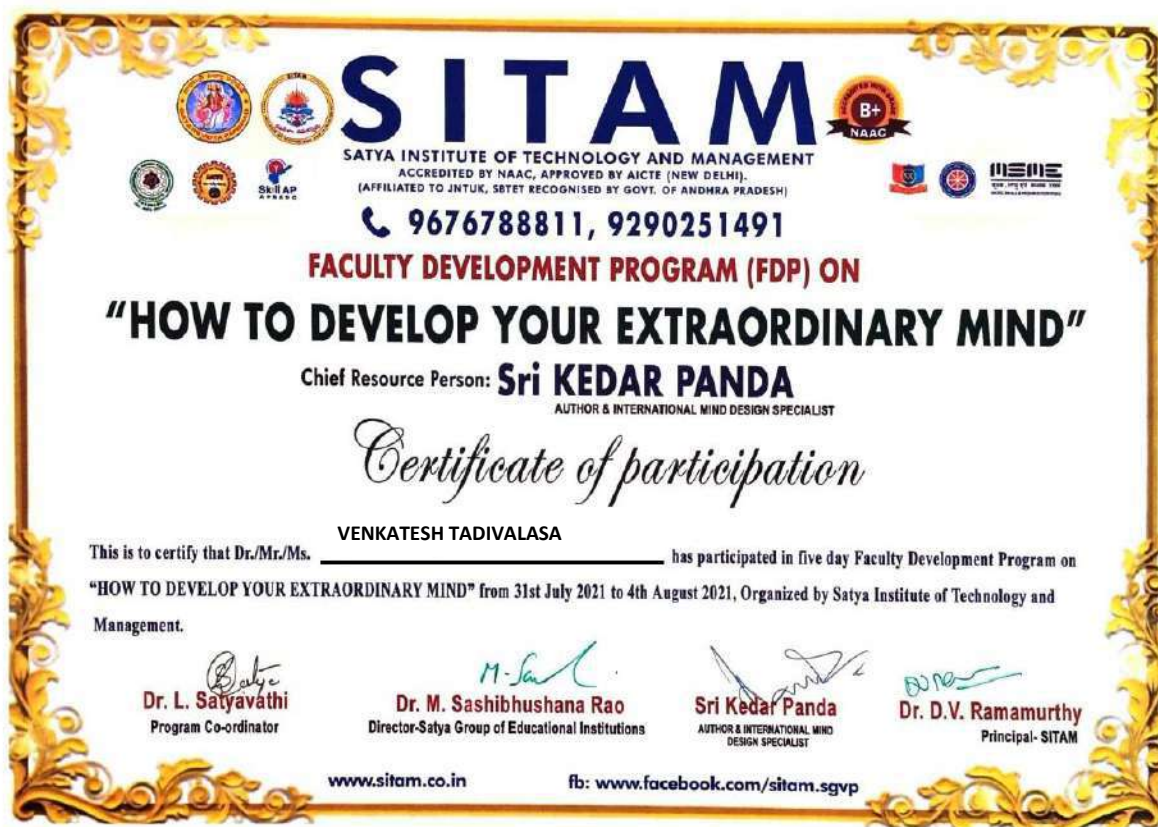 SITAM
SITAM
B+
NAAC
SATYA INSTITUTE OF TECHNOLOGY AND MANAGEMENT
ACCREDITED BY NAAC, APPROVED BY AICTE (NEW DELHI).
(AFFILIATED TO JNTUK, SBTET RECOGNISED BY GOVT. OF ANDHRA PRADESH)
Skill AP
MSME
9676788811, 9290251491
FACULTY DEVELOPMENT PROGRAM (FDP) ON
"HOW TO DEVELOP YOUR EXTRAORDINARY MIND"
Chief Resource Person: Sri KEDAR PANDA
AUTHOR & INTERNATIONAL MIND DESIGN SPECIALIST
Certificate of participation
VENKATESH TADIVALASA
This is to certify that Dr./Mr./Ms. has participated in five day Faculty Development Program on
"HOW TO DEVELOP YOUR EXTRAORDINARY MIND" from 31st July 2021 to 4th August 2021, Organized by Satya Institute of Technology and
Management.
Dr. L. Satyavathi
Program Co-ordinator
Dr. M. Sashibhushana Rao
Director-Satya Group of Educational Institutions
Sri Kedar Panda
AUTHOR & INTERNATIONAL MIND
DESIGN SPECIALIST
Dr. D.V. Ramamurthy
Principal- SITAM
www.sitam.co.in fb: www.facebook.com/sitam.sgvp